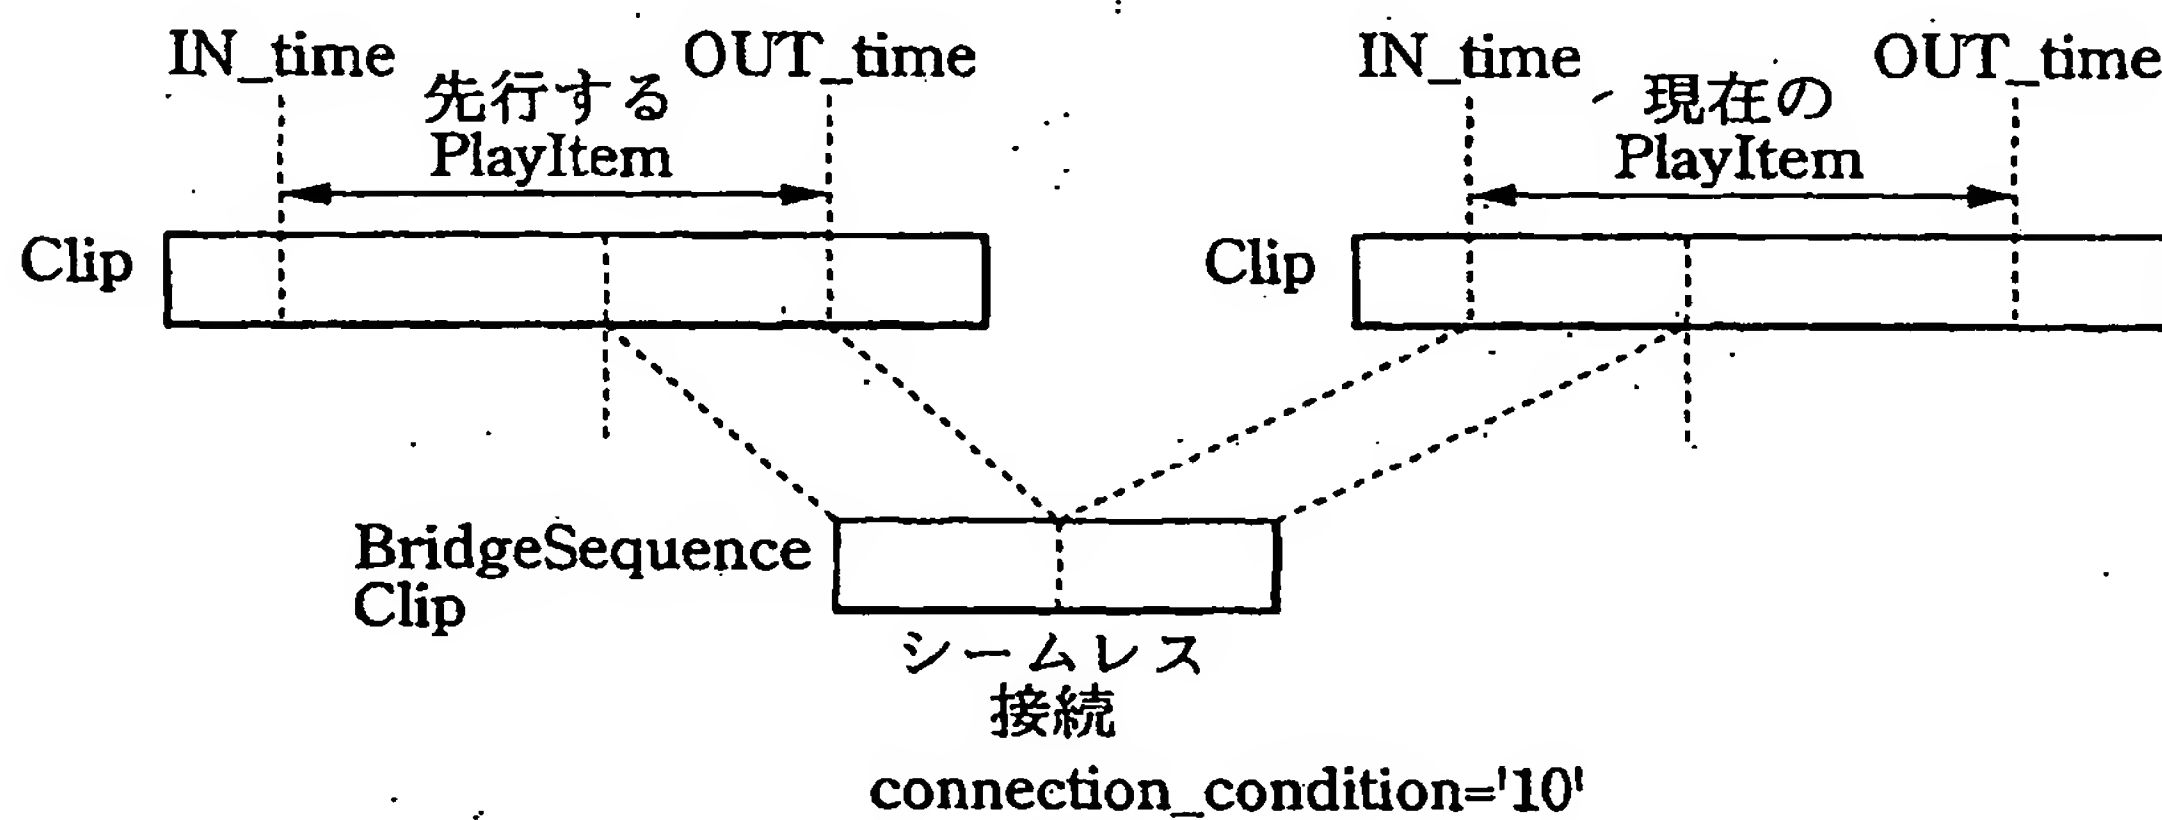 IN_time
OUT_time
先行する
PlayItem
Clip
IN_time
OUT_time
現在の
PlayItem
Clip
BridgeSequence
Clip
シームレス
接続
connection_condition='10'